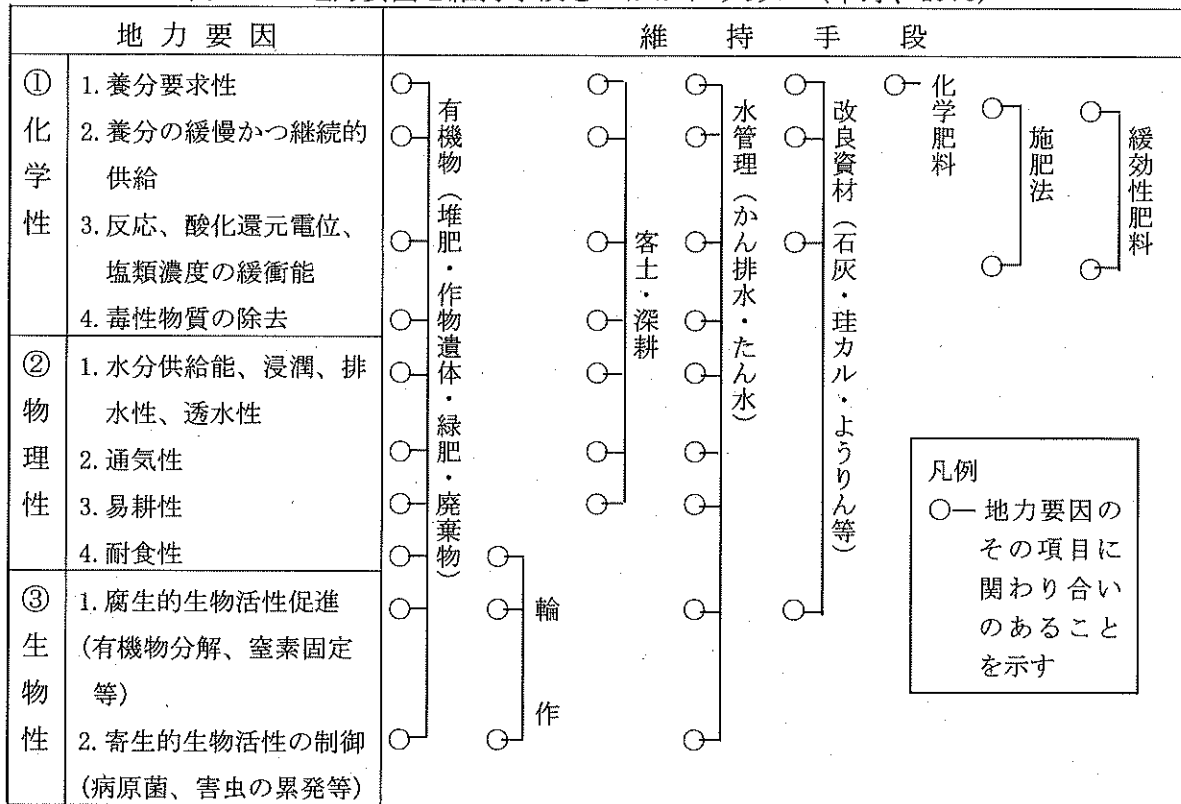 地力要因
維持手段
①化学性
1. 養分要求性
2. 養分の緩慢かつ継続的
供給
3. 反応、酸化還元電位、
塩類濃度の緩衝能
4. 毒性物質の除去
②物理性
1. 水分供給能、浸潤、排
水性、透水性
2. 通気性
3. 易耕性
4. 耐食性
③生物性
1. 腐生的生物活性促進
(有機物分解、窒素固定
等)
2. 寄生的生物活性の制御
(病原菌、害虫の累発等)
有機物(堆肥・作物遺体・緑肥・廃棄物)
輪作
客土・深耕
水管理(かん排水・たん水)
改良資材(石灰・珪カル・ようりん等)
化学肥料
施肥法
緩効性肥料
凡例
○― 地力要因の
その項目に
関わり合い
のあること
を示す